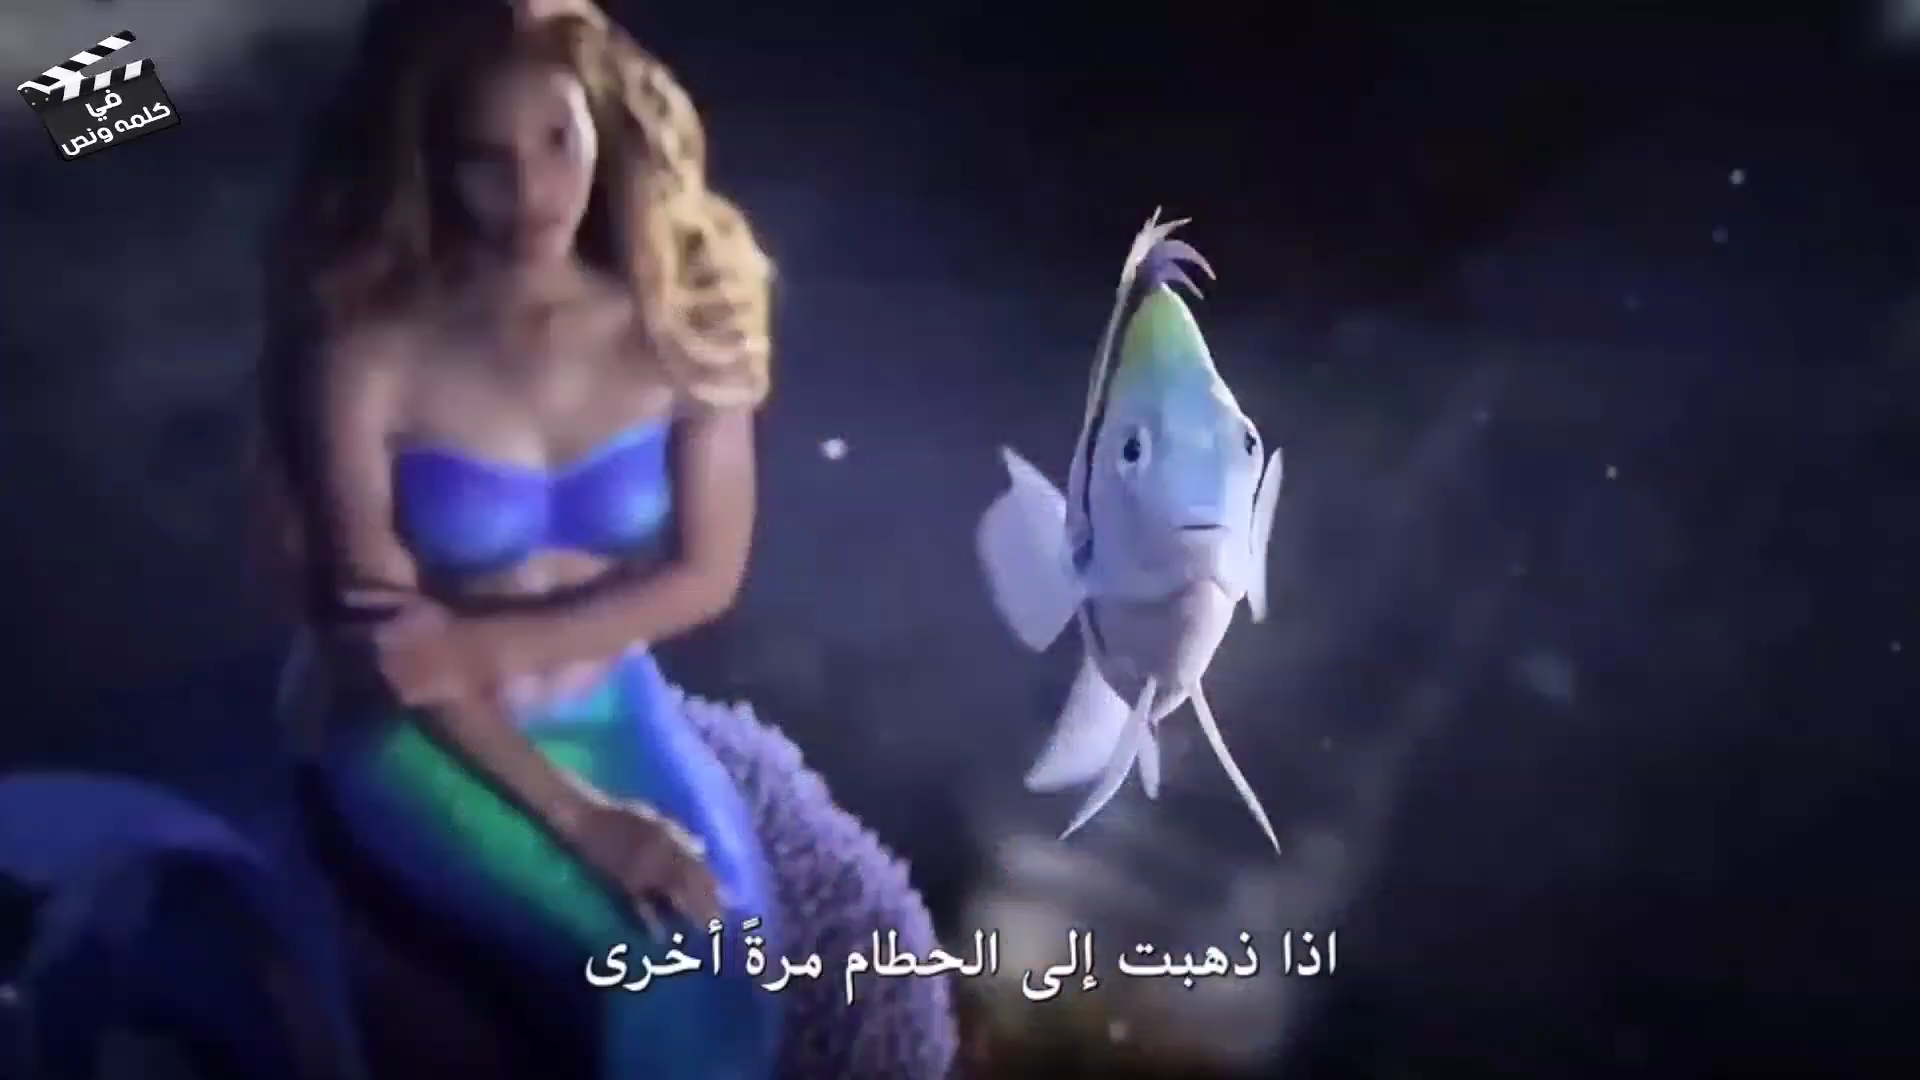 في
كلمه ونص
اذا ذهبت إلى الحطام مرةً أخرى